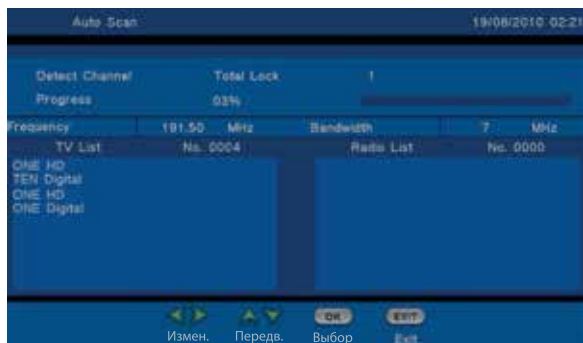 Auto Scan 19/08/2010 02:21
Detect Channel Total Lock 1
Progress 03%
Frequency 191.50 MHz Bandwidth 7 MHz
TV List No. 0004 Radio List No. 0000
ONE HD
TEN Digital
ONE HD
ONE Digital
OK EXIT
Измен. Передв. Выбор Exit